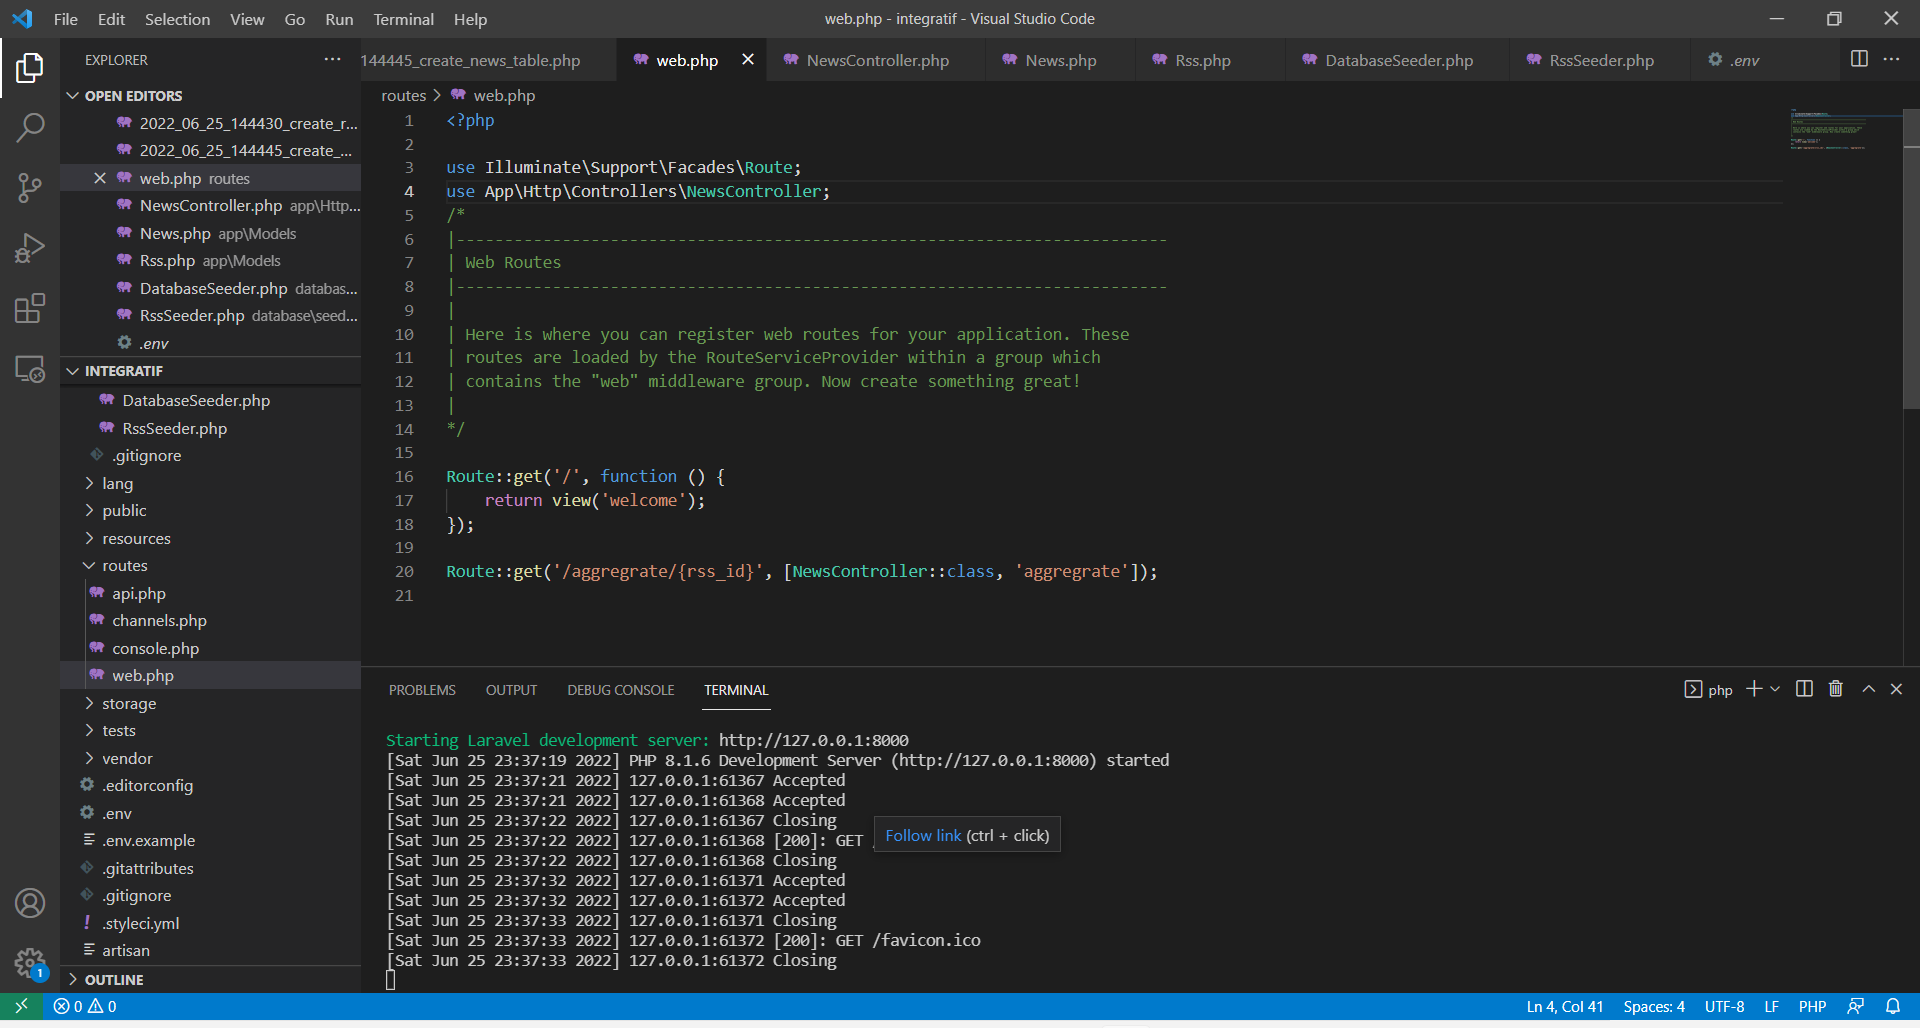 File Edit Selection View Go Run Terminal Help
web.php - integratif - Visual Studio Code
EXPLORER
OPEN EDITORS
2022_06_25_144430_create_r...
2022_06_25_144445_create_...
web.php routes
NewsController.php app\Http...
News.php app\Models
Rss.php app\Models
DatabaseSeeder.php databas...
RssSeeder.php database\seed...
.env
INTEGRATIF
DatabaseSeeder.php
RssSeeder.php
.gitignore
lang
public
resources
routes
api.php
channels.php
console.php
web.php
storage
tests
vendor
.editorconfig
.env
.env.example
.gitattributes
.gitignore
.styleci.yml
artisan
OUTLINE
144445_create_news_table.php web.php NewsController.php News.php Rss.php DatabaseSeeder.php RssSeeder.php .env
routes > web.php
1 <?php
2
3 use Illuminate\Support\Facades\Route;
4 use App\Http\Controllers\NewsController;
5 /*
6 |--------------------------------------------------------------------------
7 | Web Routes
8 |--------------------------------------------------------------------------
9 |
10 | Here is where you can register web routes for your application. These
11 | routes are loaded by the RouteServiceProvider within a group which
12 | contains the "web" middleware group. Now create something great!
13 |
14 */
15
16 Route::get('/', function () {
17 return view('welcome');
18 });
19
20 Route::get('/aggregrate/{rss_id}', [NewsController::class, 'aggregrate']);
21
PROBLEMS OUTPUT DEBUG CONSOLE TERMINAL
php
Starting Laravel development server: http://127.0.0.1:8000
[Sat Jun 25 23:37:19 2022] PHP 8.1.6 Development Server (http://127.0.0.1:8000) started
[Sat Jun 25 23:37:21 2022] 127.0.0.1:61367 Accepted
[Sat Jun 25 23:37:21 2022] 127.0.0.1:61368 Accepted
[Sat Jun 25 23:37:22 2022] 127.0.0.1:61367 Closing
[Sat Jun 25 23:37:22 2022] 127.0.0.1:61368 [200]: GET
Follow link (ctrl + click)
[Sat Jun 25 23:37:22 2022] 127.0.0.1:61368 Closing
[Sat Jun 25 23:37:32 2022] 127.0.0.1:61371 Accepted
[Sat Jun 25 23:37:32 2022] 127.0.0.1:61372 Accepted
[Sat Jun 25 23:37:33 2022] 127.0.0.1:61371 Closing
[Sat Jun 25 23:37:33 2022] 127.0.0.1:61372 [200]: GET /favicon.ico
[Sat Jun 25 23:37:33 2022] 127.0.0.1:61372 Closing
1
0 0
Ln 4, Col 41 Spaces: 4 UTF-8 LF PHP